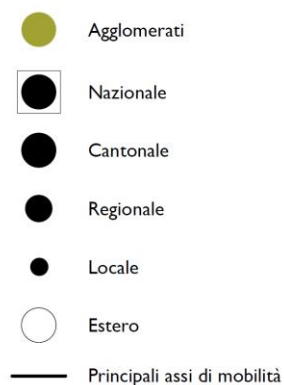 Agglomerati
Nazionale
Cantonale
Regionale
Locale
Estero
Principali assi di mobilità